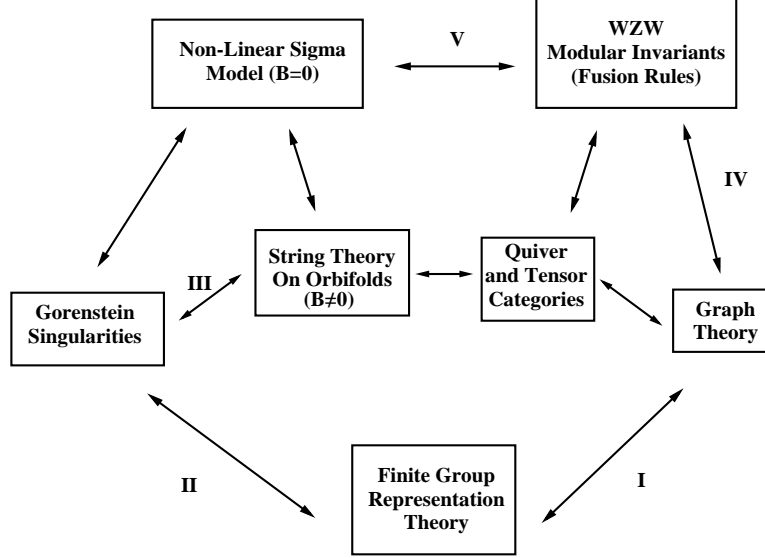 Non-Linear Sigma
Model (B=0)
V
WZW
Modular Invariants
(Fusion Rules)
IV
III
String Theory
On Orbifolds
(B≠0)
Quiver
and Tensor
Categories
Gorenstein
Singularities
Graph
Theory
II
Finite Group
Representation
Theory
I